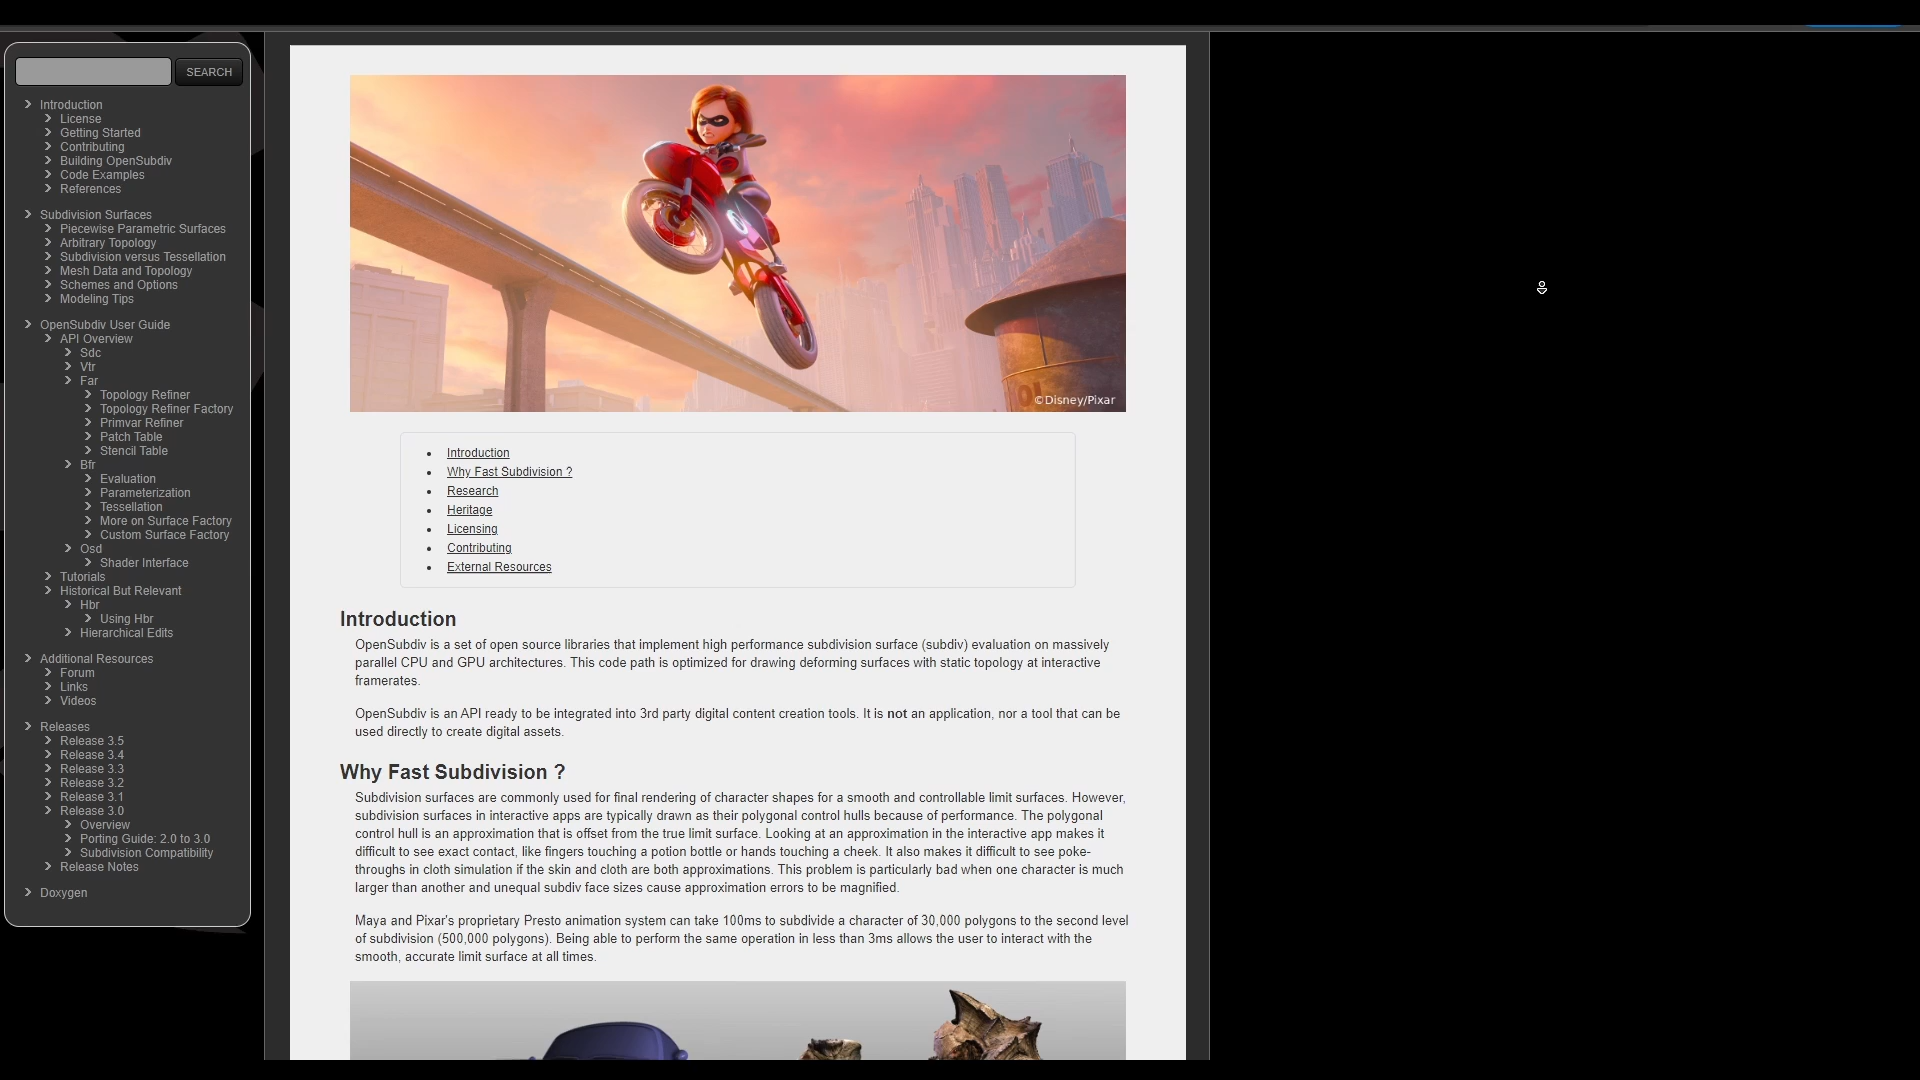 SEARCH
Introduction
License
Getting Started
Contributing
Building OpenSubdiv
Code Examples
References
Subdivision Surfaces
Piecewise Parametric Surfaces
Arbitrary Topology
Subdivision versus Tessellation
Mesh Data and Topology
Schemes and Options
Modeling Tips
OpenSubdiv User Guide
API Overview
Sdc
Vtr
Far
Topology Refiner
Topology Refiner Factory
Primvar Refiner
Patch Table
Stencil Table
Bfr
Evaluation
Parameterization
Tessellation
More on Surface Factory
Custom Surface Factory
Osd
Shader Interface
Tutorials
Historical But Relevant
Hbr
Using Hbr
Hierarchical Edits
Additional Resources
Forum
Links
Videos
Releases
Release 3.5
Release 3.4
Release 3.3
Release 3.2
Release 3.1
Release 3.0
Overview
Porting Guide: 2.0 to 3.0
Subdivision Compatibility
Release Notes
Doxygen
©Disney/Pixar
Introduction
Why Fast Subdivision ?
Research
Heritage
Licensing
Contributing
External Resources
Introduction
OpenSubdiv is a set of open source libraries that implement high performance subdivision surface (subdiv) evaluation on massively
parallel CPU and GPU architectures. This code path is optimized for drawing deforming surfaces with static topology at interactive
framerates.
OpenSubdiv is an API ready to be integrated into 3rd party digital content creation tools. It is not an application, nor a tool that can be
used directly to create digital assets.
Why Fast Subdivision ?
Subdivision surfaces are commonly used for final rendering of character shapes for a smooth and controllable limit surfaces. However,
subdivision surfaces in interactive apps are typically drawn as their polygonal control hulls because of performance. The polygonal
control hull is an approximation that is offset from the true limit surface. Looking at an approximation in the interactive app makes it
difficult to see exact contact, like fingers touching a potion bottle or hands touching a cheek. It also makes it difficult to see poke-
throughs in cloth simulation if the skin and cloth are both approximations. This problem is particularly bad when one character is much
larger than another and unequal subdiv face sizes cause approximation errors to be magnified.
Maya and Pixar's proprietary Presto animation system can take 100ms to subdivide a character of 30,000 polygons to the second level
of subdivision (500,000 polygons). Being able to perform the same operation in less than 3ms allows the user to interact with the
smooth, accurate limit surface at all times.